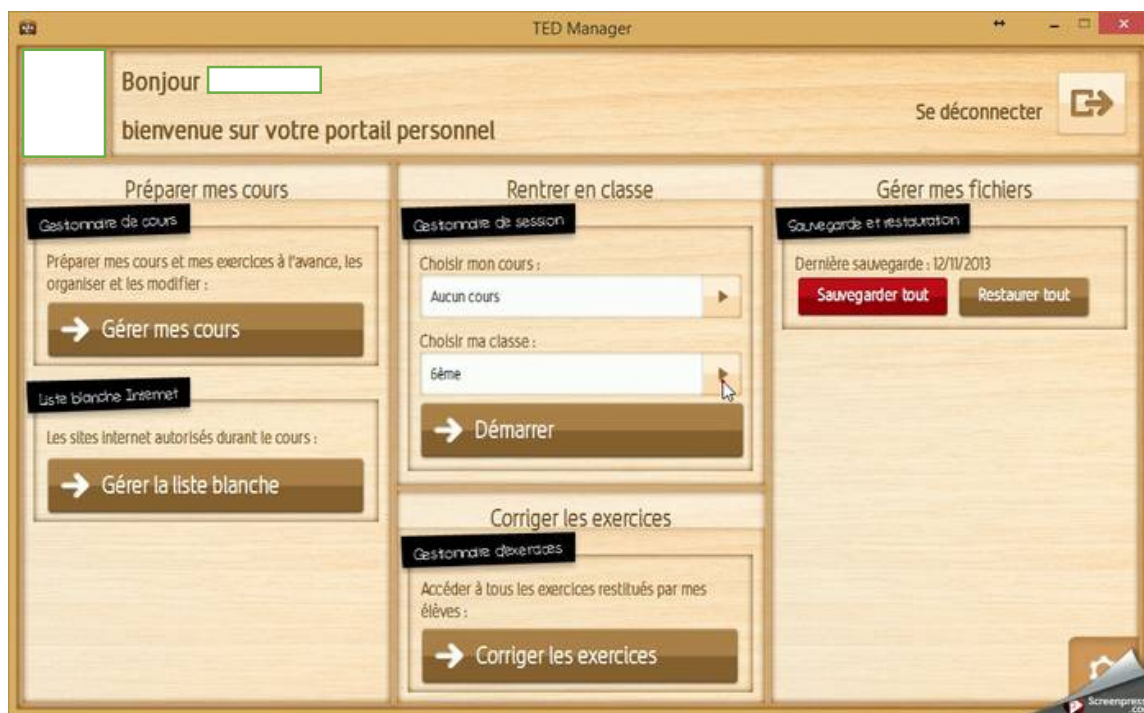 TED Manager
Bonjour
bienvenue sur votre portail personnel
Se déconnecter
Préparer mes cours
Gestionnaire de cours
Préparer mes cours et mes exercices à l'avance, les
organiser et les modifier :
Gérer mes cours
Liste blanche Internet
Les sites internet autorisés durant le cours :
Gérer la liste blanche
Rentrer en classe
Gestionnaire de session
Choisir mon cours :
Aucun cours
Choisir ma classe :
6ème
Démarrer
Corriger les exercices
Gestionnaire d'exercices
Accéder à tous les exercices restitués par mes
élèves :
Corriger les exercices
Gérer mes fichiers
Sauvegarde et restauration
Dernière sauvegarde : 12/11/2013
Sauvegarder tout
Restaurer tout